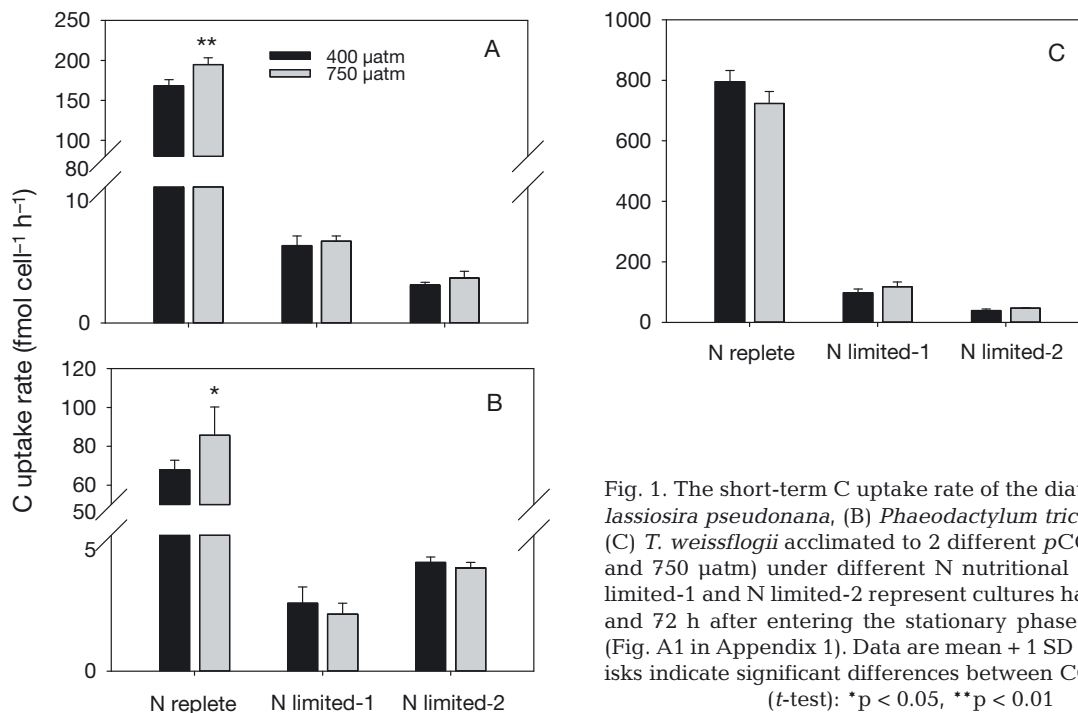 C uptake rate (fmol cell–1 h–1)
250
200
150
100
80
10
0
**
400 µatm
750 µatm
A
120
100
80
60
50
5
0
*
B
N replete N limited-1 N limited-2
1000
800
600
400
200
0
C
N replete N limited-1 N limited-2
Fig. 1. The short-term C uptake rate of the
lassiosira pseudonana, (B) Phaeodactylum
(C) T. weissflogii acclimated to 2 different
and 750 µatm) under different N nutritional
limited-1 and N limited-2 represent cultures
and 72 h after entering the stationary phase
(Fig. A1 in Appendix 1). Data are mean + 1 SD
isks indicate significant differences between
(t-test): *p < 0.05, **p < 0.01